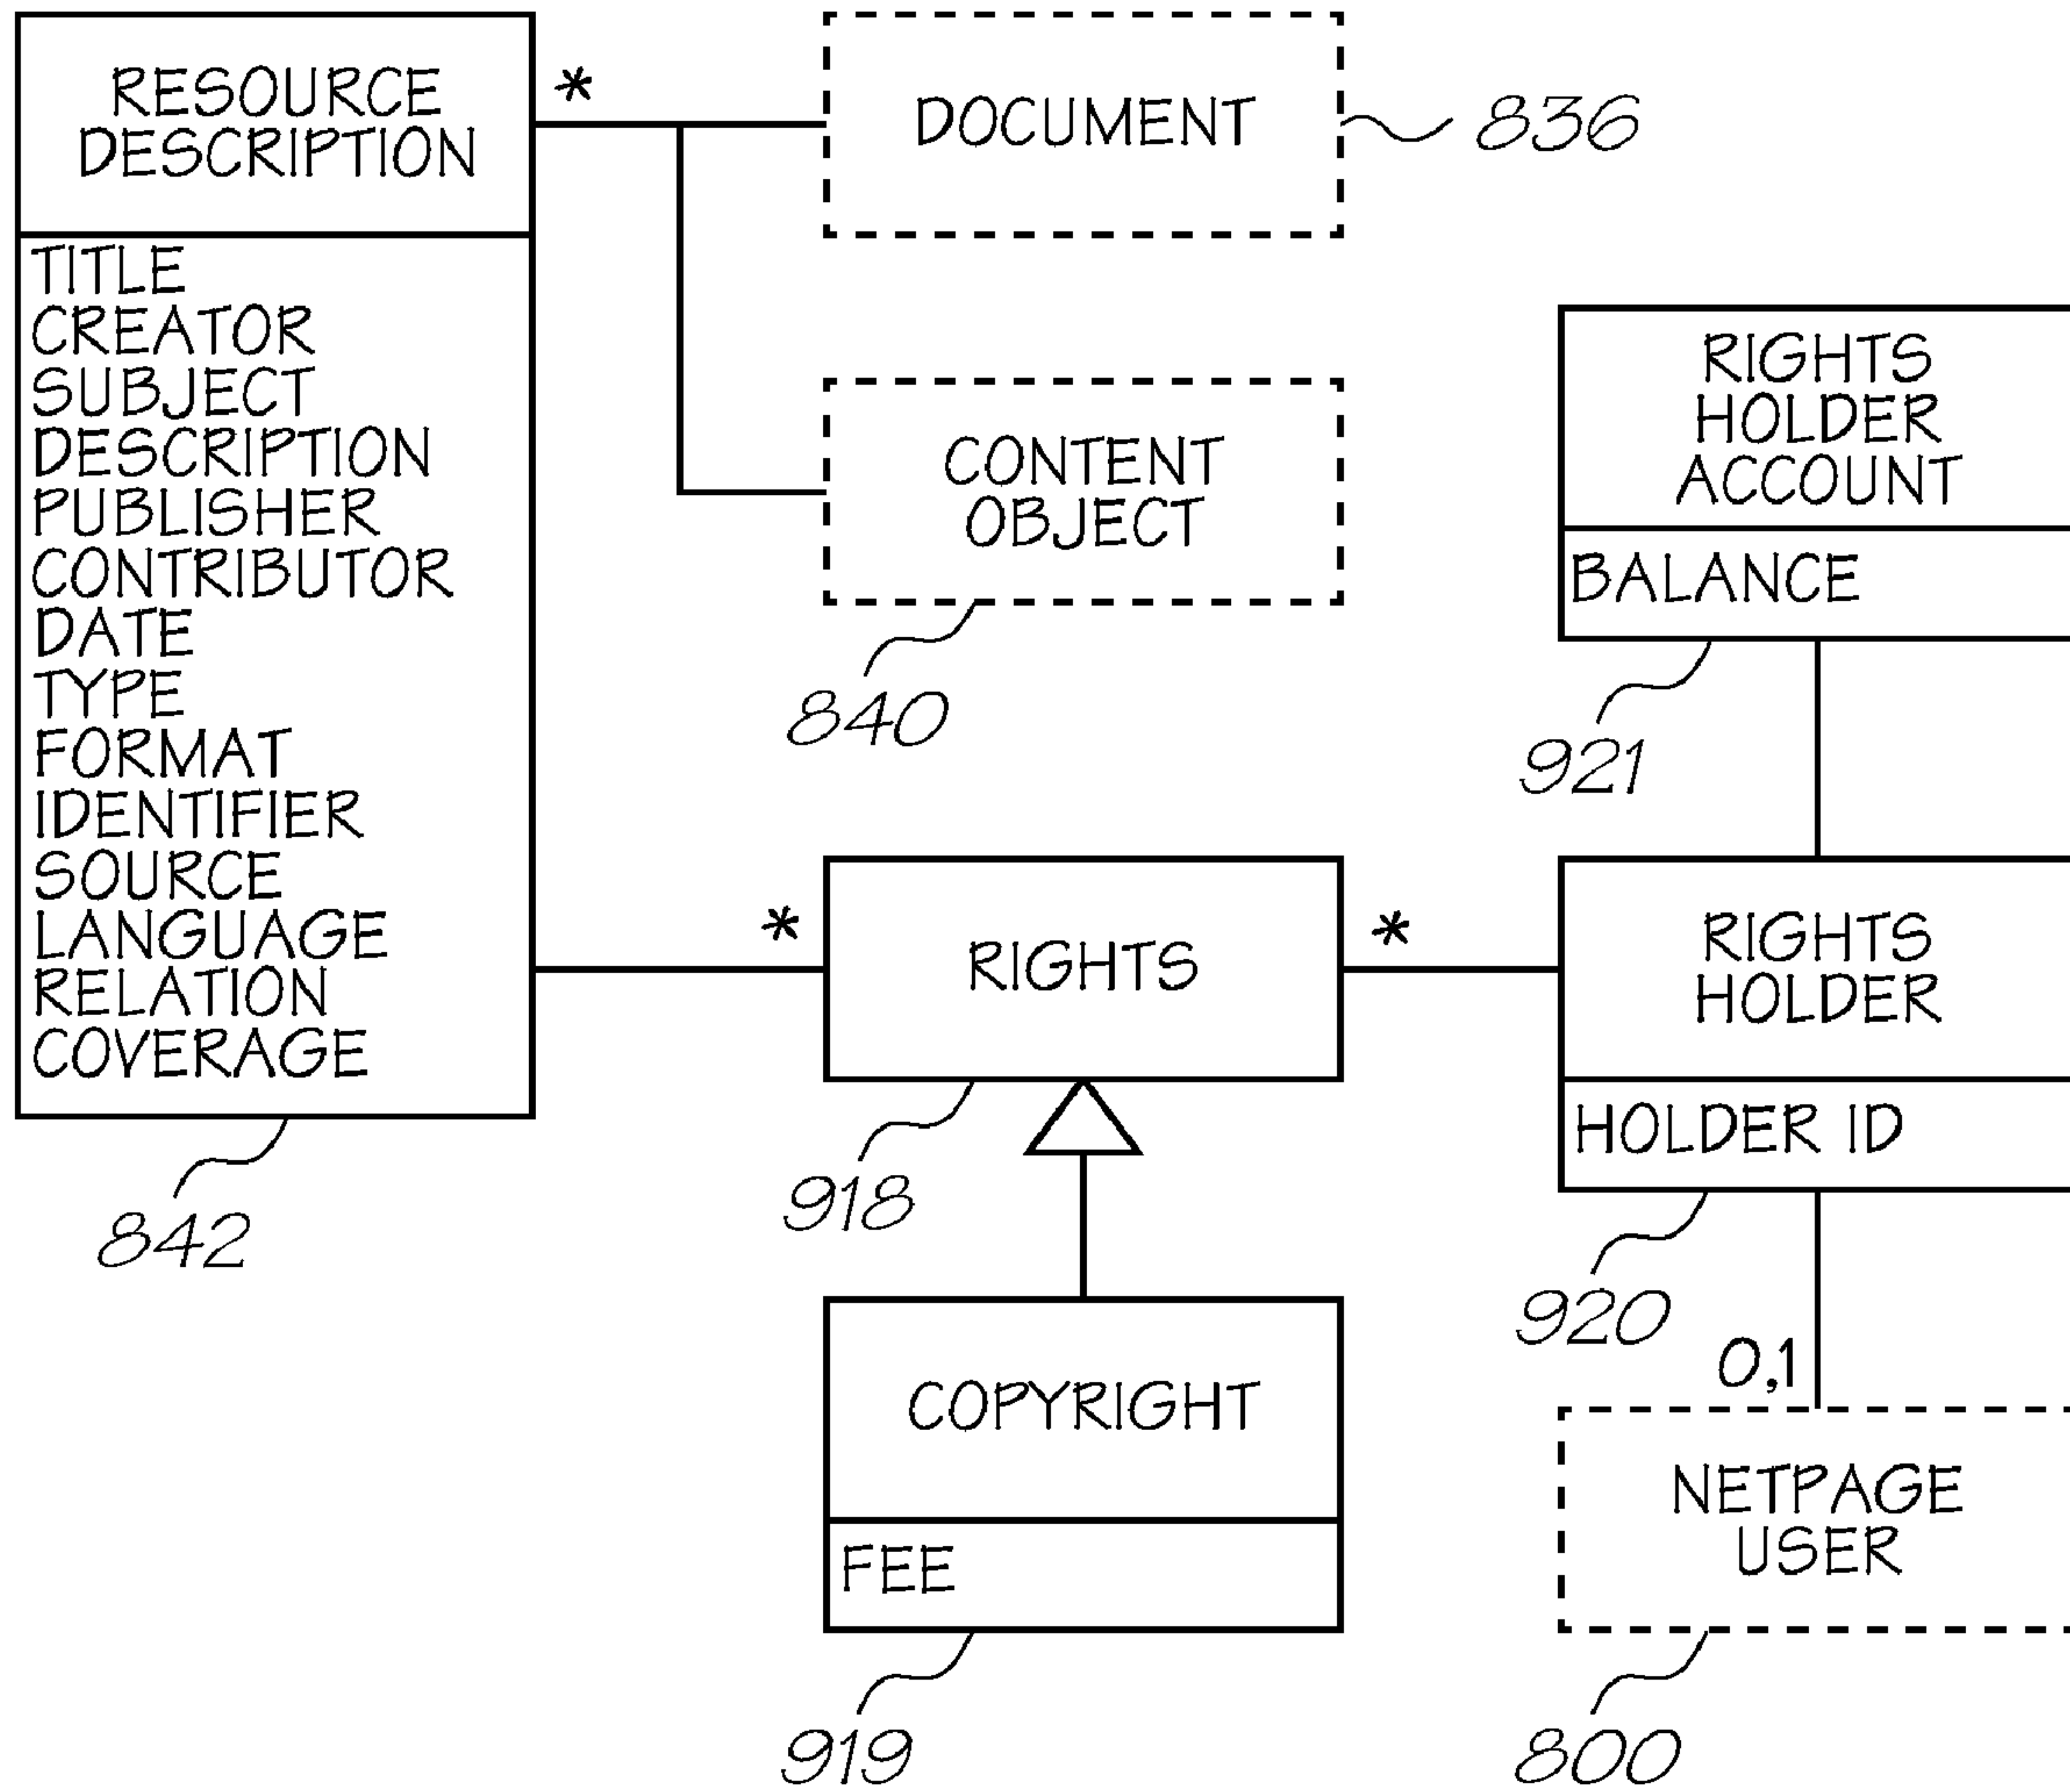 RESOURCE
DESCRIPTION
TITLE
CREATOR
SUBJECT
DESCRIPTION
PUBLISHER
CONTRIBUTOR
DATE
TYPE
FORMAT
IDENTIFIER
SOURCE
LANGUAGE
RELATION
COVERAGE
842
*
DOCUMENT
836
CONTENT
OBJECT
840
RIGHTS
HOLDER
ACCOUNT
BALANCE
921
*
RIGHTS
*
918
RIGHTS
HOLDER
HOLDER ID
920
COPYRIGHT
FEE
919
0,1
NETPAGE
USER
800